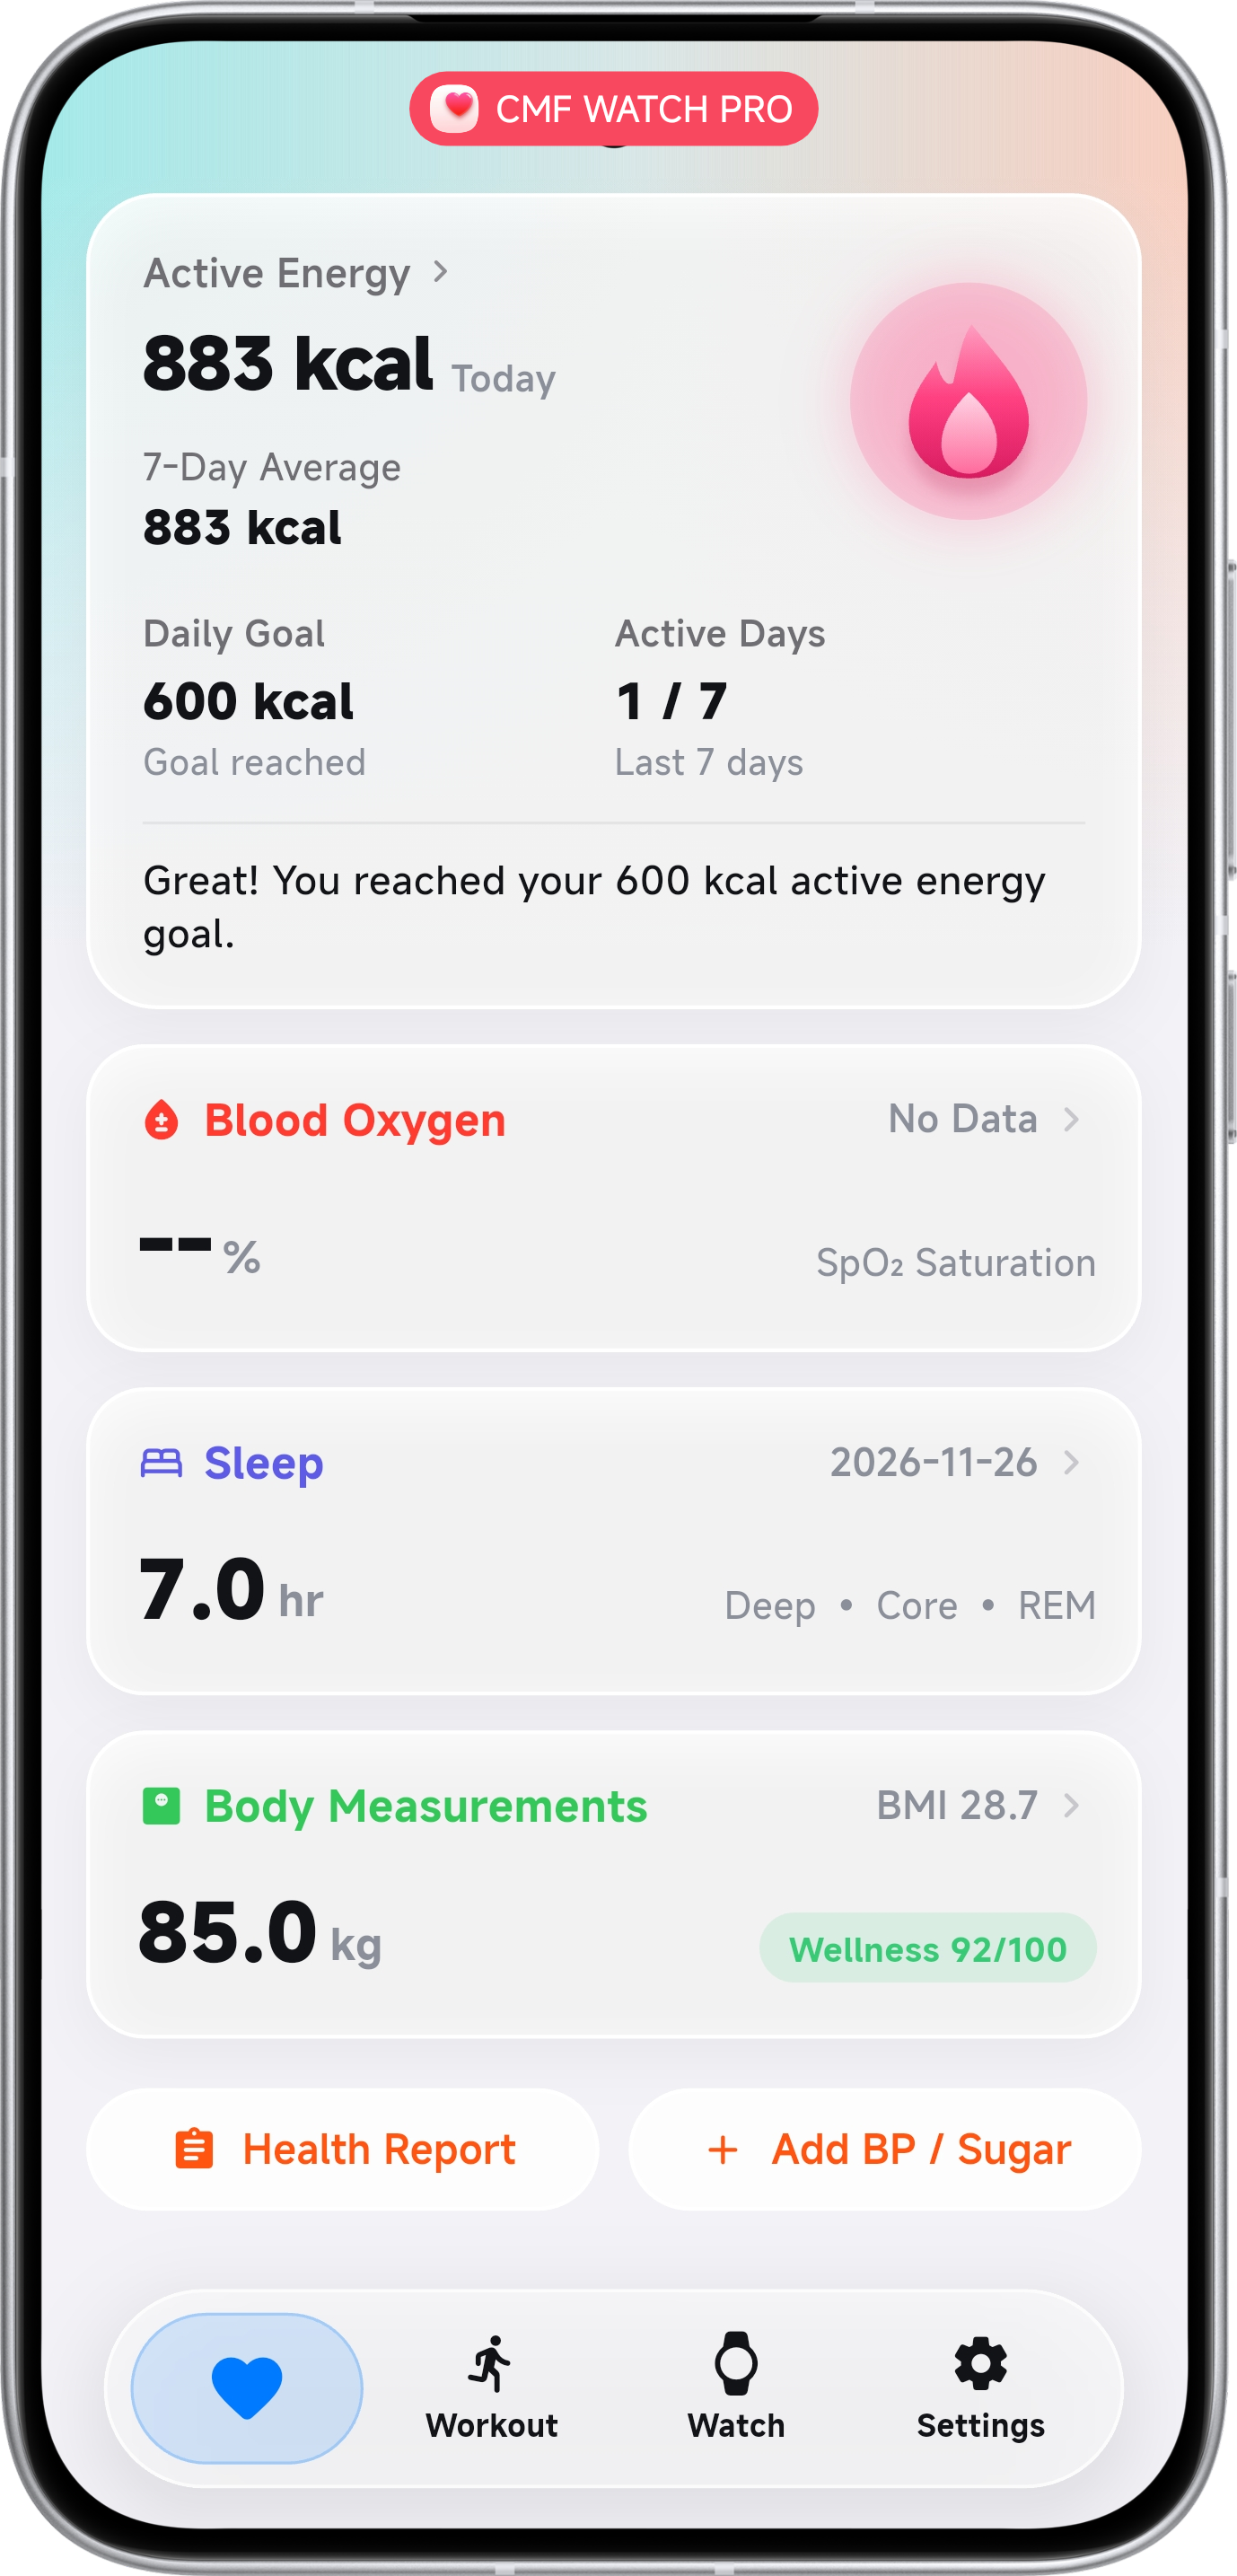 CMF WATCH PRO
Active Energy
883 kcal Today
7-Day Average
883 kcal
Daily Goal
Active Days
600 kcal
1 / 7
Goal reached
Last 7 days
Great! You reached your 600 kcal active energy
goal.
Blood Oxygen
No Data
-- %
SpO₂ Saturation
Sleep
2026-11-26
7.0 hr
Deep • Core • REM
Body Measurements
BMI 28.7
85.0 kg
Wellness 92/100
Health Report
+ Add BP / Sugar
Workout
Watch
Settings